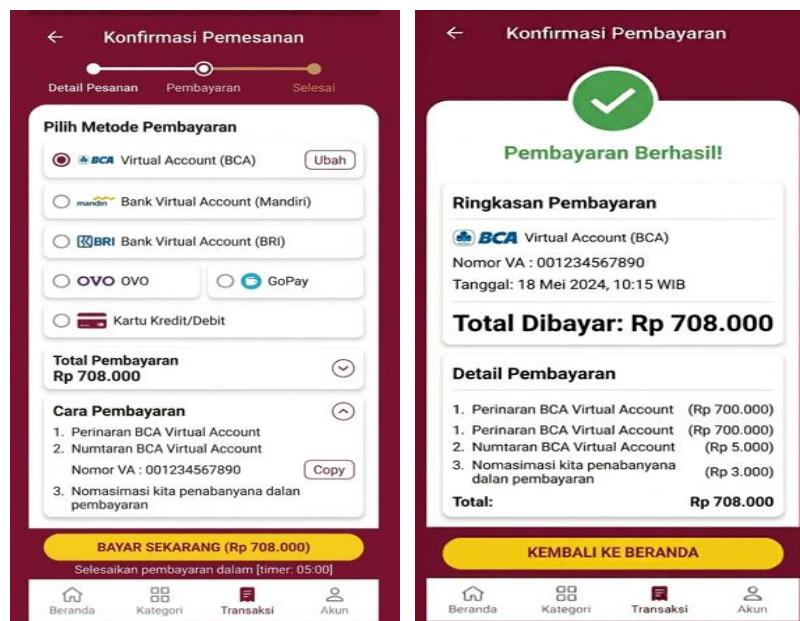 Konfirmasi Pemesanan
Detail Pesanan
Pembayaran
Selesai
Pilih Metode Pembayaran
BCA Virtual Account (BCA)
Ubah
mandiri Bank Virtual Account (Mandiri)
BRI Bank Virtual Account (BRI)
OVO OVO
GoPay
Kartu Kredit/Debit
Total Pembayaran
Rp 708.000
Cara Pembayaran
1. Perinaran BCA Virtual Account
2. Numtaran BCA Virtual Account
Nomor VA : 001234567890
Copy
3. Nomasimasi kita penabanyana dalan
pembayaran
BAYAR SEKARANG (Rp 708.000)
Selesaikan pembayaran dalam [timer: 05:00]
Beranda
Kategori
Transaksi
Akun
Konfirmasi Pembayaran
Pembayaran Berhasil!
Ringkasan Pembayaran
BCA Virtual Account (BCA)
Nomor VA : 001234567890
Tanggal: 18 Mei 2024, 10:15 WIB
Total Dibayar: Rp 708.000
Detail Pembayaran
1. Perinaran BCA Virtual Account (Rp 700.000)
1. Perinaran BCA Virtual Account (Rp 700.000)
2. Numtaran BCA Virtual Account (Rp 5.000)
3. Nomasimasi kita penabanyana
dalan pembayaran (Rp 3.000)
Total: Rp 708.000
KEMBALI KE BERANDA
Beranda
Kategori
Transaksi
Akun